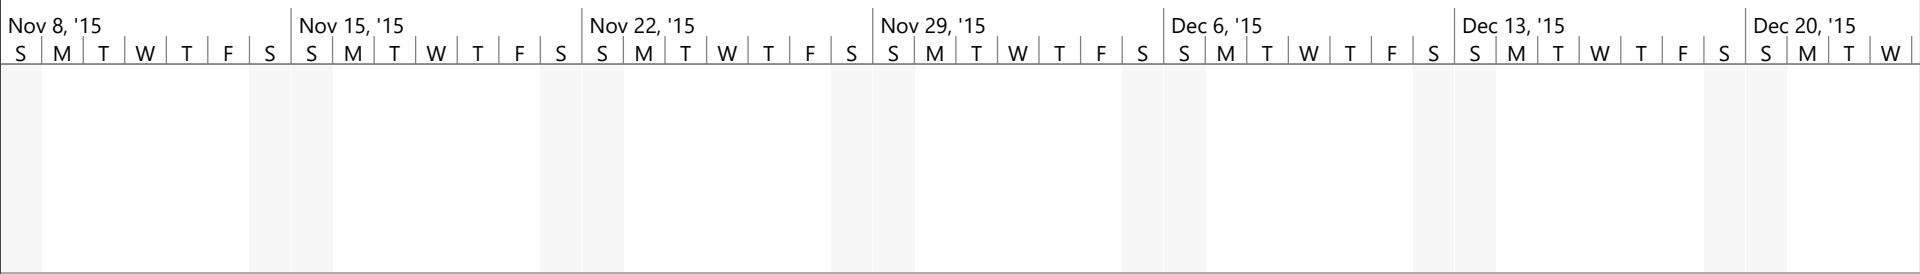 Nov 8, '15 Nov 15, '15 Nov 22, '15 Nov 29, '15 Dec 6, '15 Dec 13, '15 Dec 20, '15
S M T W T F S S M T W T F S S M T W T F S S M T W T F S S M T W T F S S M T W T F S S M T W